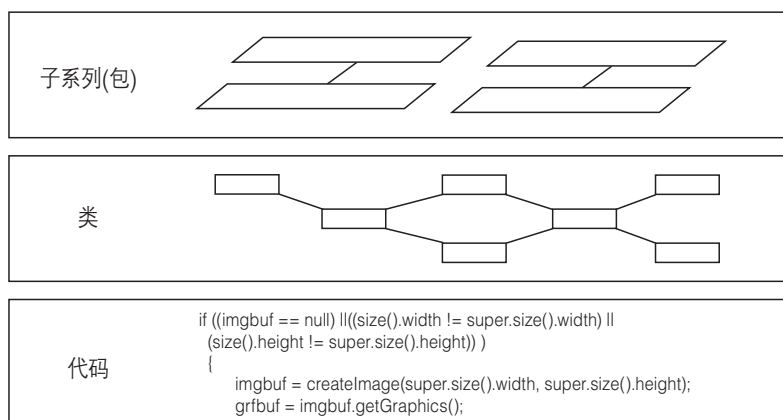 子系列(包)
类
代码
if ((imgbuf == null) ||((size().width != super.size().width) ||
(size().height != super.size().height)) )
{
imgbuf = createImage(super.size().width, super.size().height);
grfbuf = imgbuf.getGraphics();